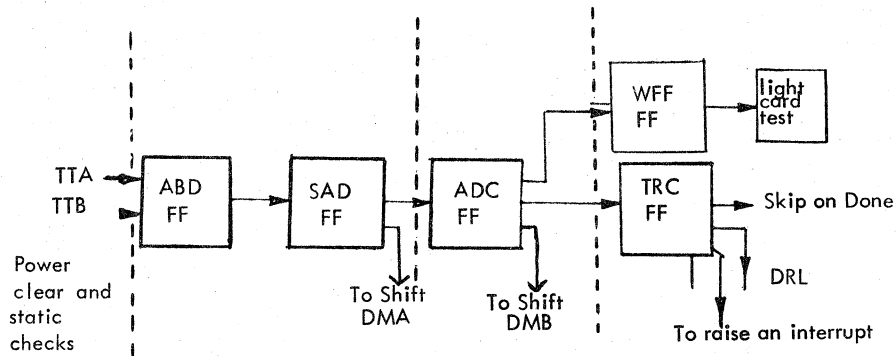 WFF
FF
light
card
test
TTA
TTB
ABD
FF
SAD
FF
ADC
FF
TRC
FF
Skip on Done
Power
clear and
static
checks
To Shift
DMA
To Shift
DMB
DRL
To raise an interrupt